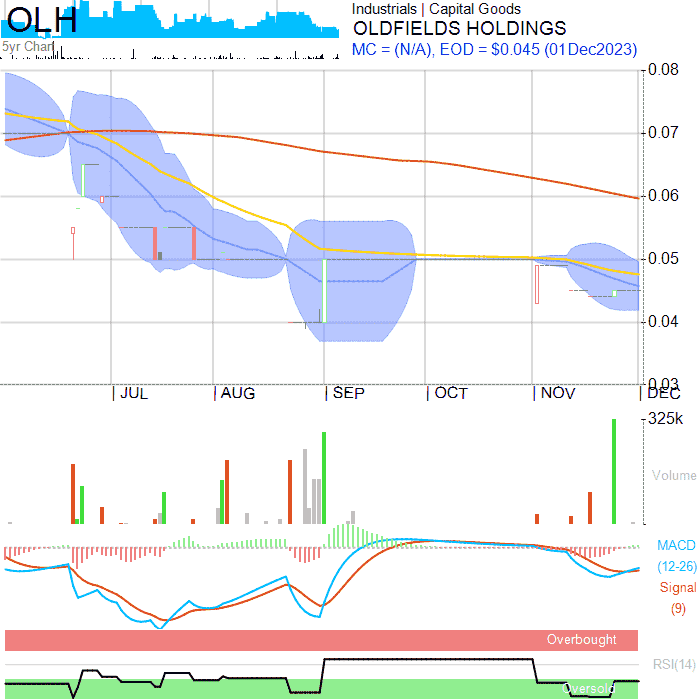 OLH
5yr Chart
Industrials | Capital Goods
OLDFIELDS HOLDINGS
MC = (N/A), EOD = $0.045 (01Dec2023)
0.08
0.07
0.06
0.05
0.04
0.03
JUL AUG SEP OCT NOV DEC
325k
Volume
MACD
(12-26)
Signal
(9)
Overbought
RSI(14)
Oversold